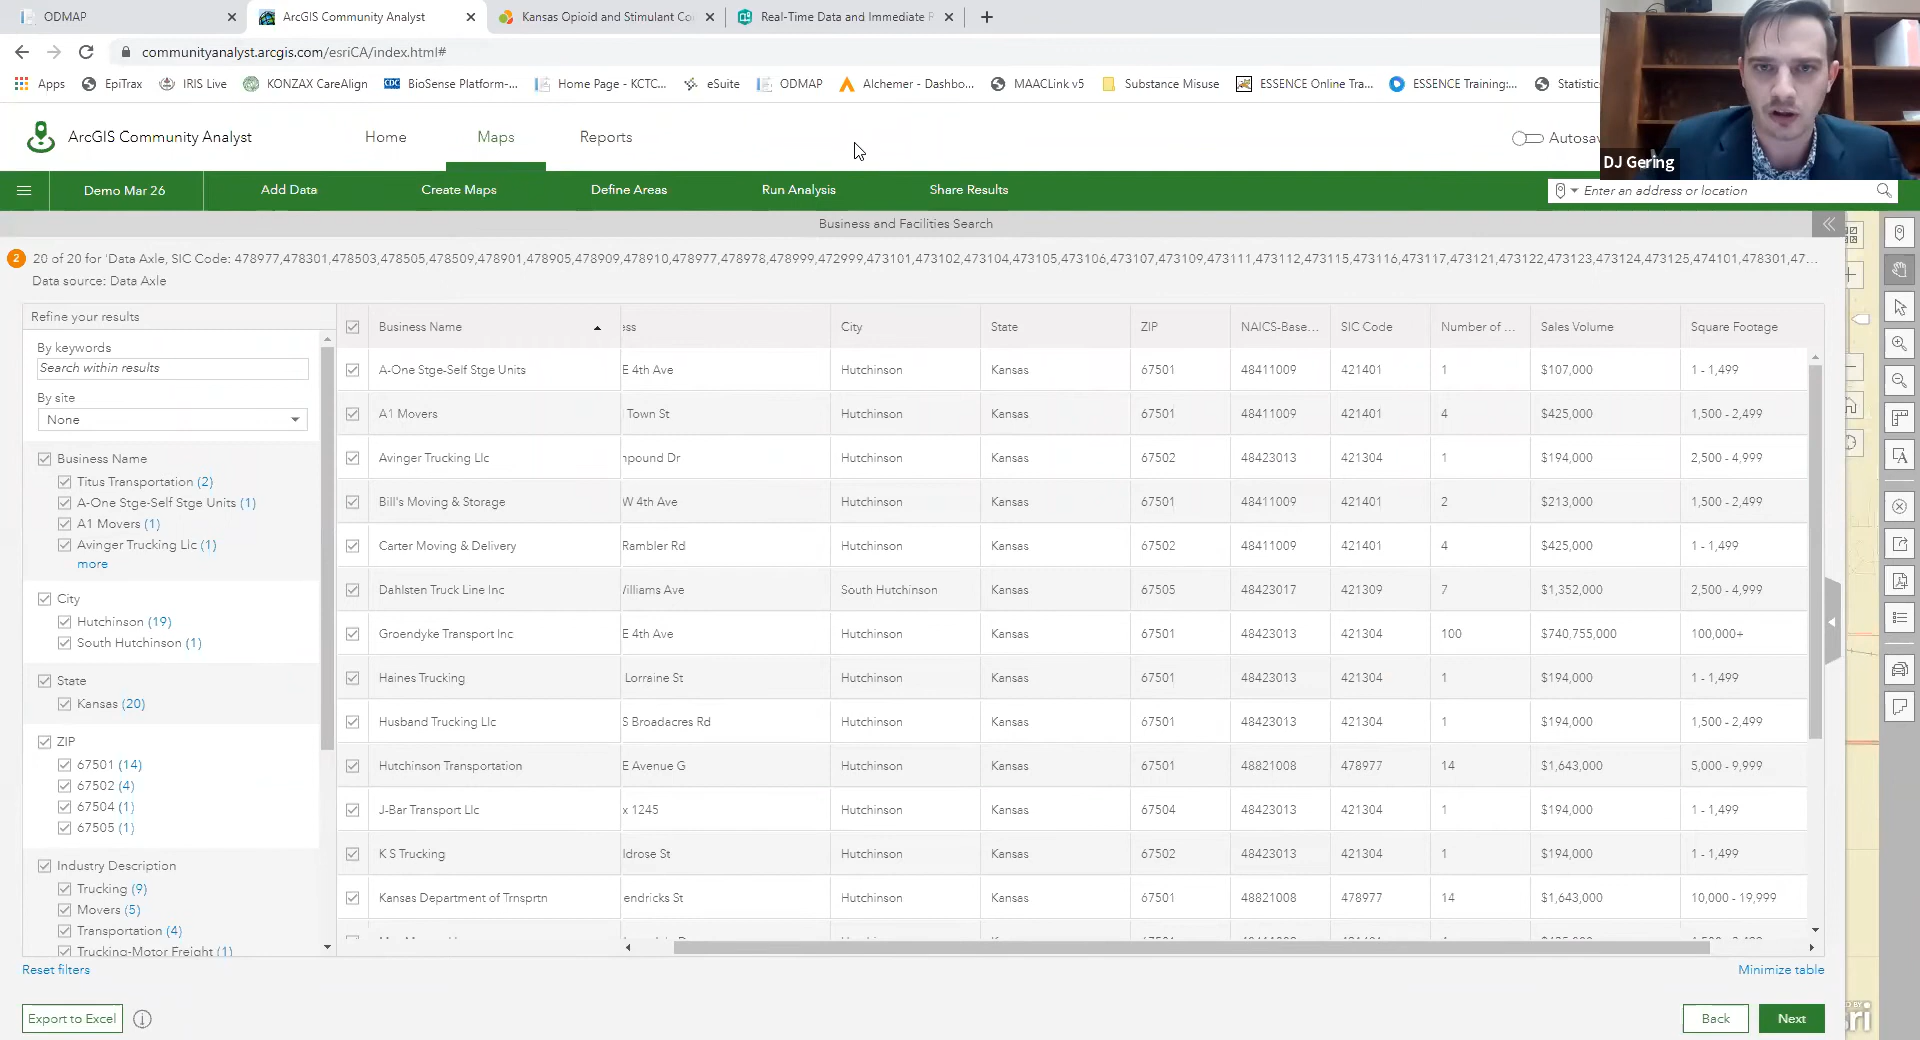 ODMAP
ArcGIS Community Analyst
Kansas Opioid and Stimulant Co
Real-Time Data and Immediate
communityanalyst.arcgis.com/esriCA/index.html#
Apps
EpiTrax
IRIS Live
KONZAX CareAlign
CDC
BioSense Platform-...
Home Page - KCTC...
eSuite
ODMAP
Alchemer - Dashbo...
MAACLink v5
Substance Misuse
ESSENCE Online Tra...
ESSENCE Training:...
Statistic
DJ Gering
ArcGIS Community Analyst
Home
Maps
Reports
Autosa
Demo Mar 26
Add Data
Create Maps
Define Areas
Run Analysis
Share Results
Enter an address or location
Business and Facilities Search
2
20 of 20 for 'Data Axle, SIC Code: 478977,478301,478503,478505,478509,478901,478905,478909,478910,478977,478978,478999,472999,473101,473102,473104,473105,473106,473107,473109,473111,473112,473115,473116,473117,473121,473122,473123,473124,473125,474101,478301,47...
Data source: Data Axle
Refine your results
By keywords
Search within results
By site
None
Business Name
Titus Transportation (2)
A-One Stge-Self Stge Units (1)
A1 Movers (1)
Avinger Trucking Llc (1)
more
City
Hutchinson (19)
South Hutchinson (1)
State
Kansas (20)
ZIP
67501 (14)
67502 (4)
67504 (1)
67505 (1)
Industry Description
Trucking (9)
Movers (5)
Transportation (4)
Trucking-Motor Freight (1)
Reset filters
Business Name ess City State ZIP NAICS-Base... SIC Code Number of ... Sales Volume Square Footage
A-One Stge-Self Stge Units E 4th Ave Hutchinson Kansas 67501 48411009 421401 1 $107,000 1 - 1,499
A1 Movers Town St Hutchinson Kansas 67501 48411009 421401 4 $425,000 1,500 - 2,499
Avinger Trucking Llc npound Dr Hutchinson Kansas 67502 48423013 421304 1 $194,000 2,500 - 4,999
Bill's Moving & Storage W 4th Ave Hutchinson Kansas 67501 48411009 421401 2 $213,000 1,500 - 2,499
Carter Moving & Delivery Rambler Rd Hutchinson Kansas 67502 48411009 421401 4 $425,000 1 - 1,499
Dahlsten Truck Line Inc Williams Ave South Hutchinson Kansas 67505 48423017 421309 7 $1,352,000 2,500 - 4,999
Groendyke Transport Inc E 4th Ave Hutchinson Kansas 67501 48423013 421304 100 $740,755,000 100,000+
Haines Trucking Lorraine St Hutchinson Kansas 67501 48423013 421304 1 $194,000 1 - 1,499
Husband Trucking Llc S Broadacres Rd Hutchinson Kansas 67501 48423013 421304 1 $194,000 1,500 - 2,499
Hutchinson Transportation E Avenue G Hutchinson Kansas 67501 48821008 478977 14 $1,643,000 5,000 - 9,999
J-Bar Transport Llc x 1245 Hutchinson Kansas 67504 48423013 421304 1 $194,000 1 - 1,499
K S Trucking ldrose St Hutchinson Kansas 67502 48423013 421304 1 $194,000 1 - 1,499
Kansas Department of Trnsprtn endricks St Hutchinson Kansas 67501 48821008 478977 14 $1,643,000 10,000 - 19,999
Minimize table
Export to Excel
Back
Next